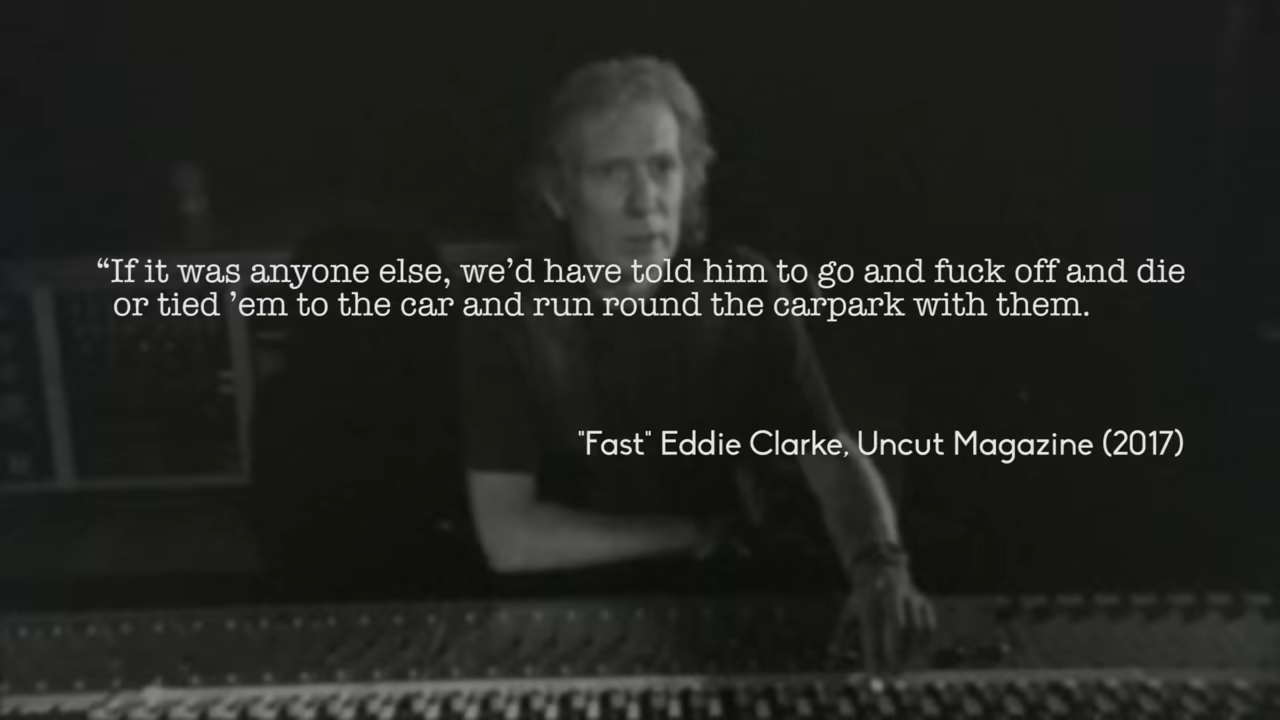 “If it was anyone else, we’d have told him to go and fuck off and die
or tied ’em to the car and run round the carpark with them.
"Fast" Eddie Clarke, Uncut Magazine (2017)